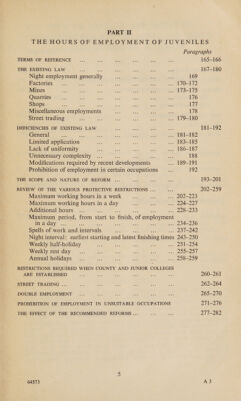 PART II
THE HOURS OF EMPLOYMENT OF JUVENILES
Paragraphs
TERMS OF REFERENCE ... 165–166
THE EXISTING LAW ... 167–180
Night employment generally ... 169
Factories ... 170–172
Mines ... 173–175
Quarries ... 176
Shops ... 177
Miscellaneous employments ... 178
Street trading ... 179–180
DEFICIENCIES OF EXISTING LAW ... 181–192
General ... 181–182
Limited application ... 183–185
Lack of uniformity ... 186–187
Unnecessary complexity ... 188
Modifications required by recent developments ... 189–191
Prohibition of employment in certain occupations ... 192
THE SCOPE AND NATURE OF REFORM ... 193–201
REVIEW OF THE VARIOUS PROTECTIVE RESTRICTIONS ... 202–259
Maximum working hours in a week ... 202–223
Maximum working hours in a day ... 224–227
Additional hours ... 228–233
Maximum period, from start to finish, of employment
in a day ... 234–236
Spells of work and intervals ... 237–242
Night interval: earliest starting and latest finishing times 243–250
Weekly half-holiday ... 251–254
Weekly rest day ... 255–257
Annual holidays ... 258–259
RESTRICTIONS REQUIRED WHEN COUNTY AND JUNIOR COLLEGES
ARE ESTABLISHED ... 260–261
STREET TRADING ... 262–264
DOUBLE EMPLOYMENT ... 265–270
PROHIBITION OF EMPLOYMENT IN UNSUITABLE OCCUPATIONS 271–276
THE EFFECT OF THE RECOMMENDED REFORMS ... 277–282
5
64573
A 3